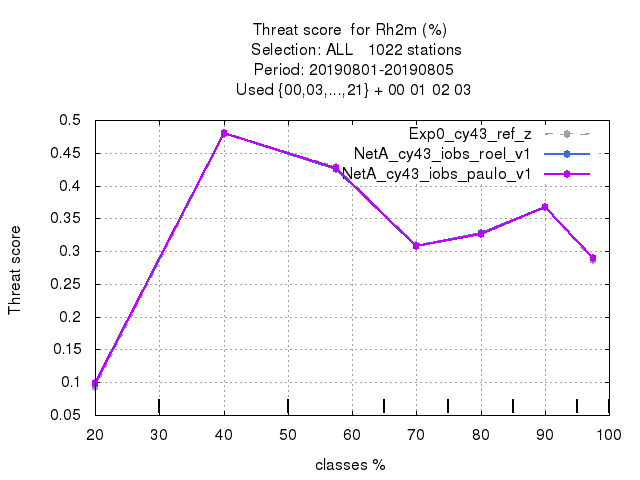 Threat score  for Rh2m (%)
Selection: ALL   1022 stations
Period: 20190801-20190805
Used {00,03,...,21} + 00 01 02 03
0.5
0.45
0.4
0.35
0.3
0.25
0.2
0.15
0.1
0.05
Threat score
Exp0_cy43_ref_z
NetA_cy43_iobs_roel_v1
NetA_cy43_iobs_paulo_v1
20 30 40 50 60 70 80 90 100
classes %